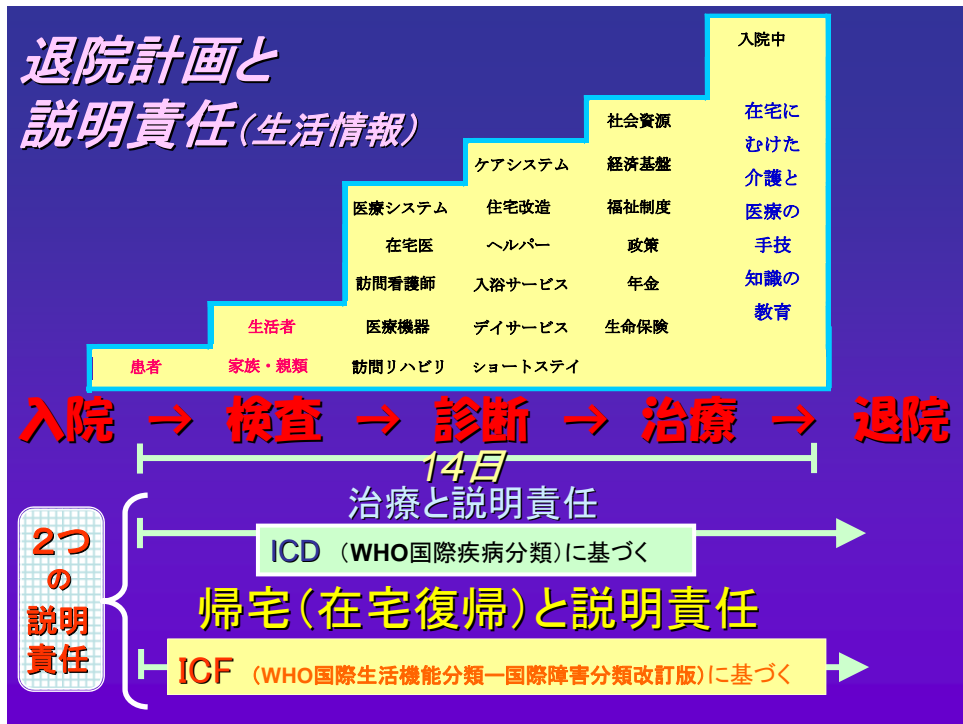 退院計画と
説明責任(生活情報)
患者
生活者
家族・親類
医療システム
在宅医
訪問看護師
医療機器
訪問リハビリ
ケアシステム
住宅改造
ヘルパー
入浴サービス
デイサービス
ショートステイ
社会資源
経済基盤
福祉制度
政策
年金
生命保険
入院中
在宅に
むけた
介護と
医療の
手技
知識の
教育
入院 → 検査 → 診断 → 治療 → 退院
14日
2つ
の
説明
責任
治療と説明責任
ICD (WHO国際疾病分類)に基づく
帰宅(在宅復帰)と説明責任
ICF (WHO国際生活機能分類ー国際障害分類改訂版)に基づく